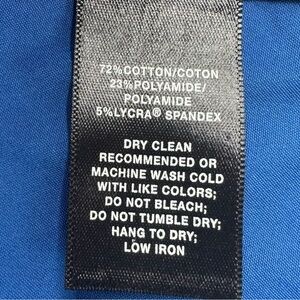 72%COTTON/COTON
23%POLYAMIDE/
POLYAMIDE
5%LYCRA® SPANDEX
DRY CLEAN
RECOMMENDED OR
MACHINE WASH COLD
WITH LIKE COLORS;
DO NOT BLEACH;
DO NOT TUMBLE DRY;
HANG TO DRY;
LOW IRON